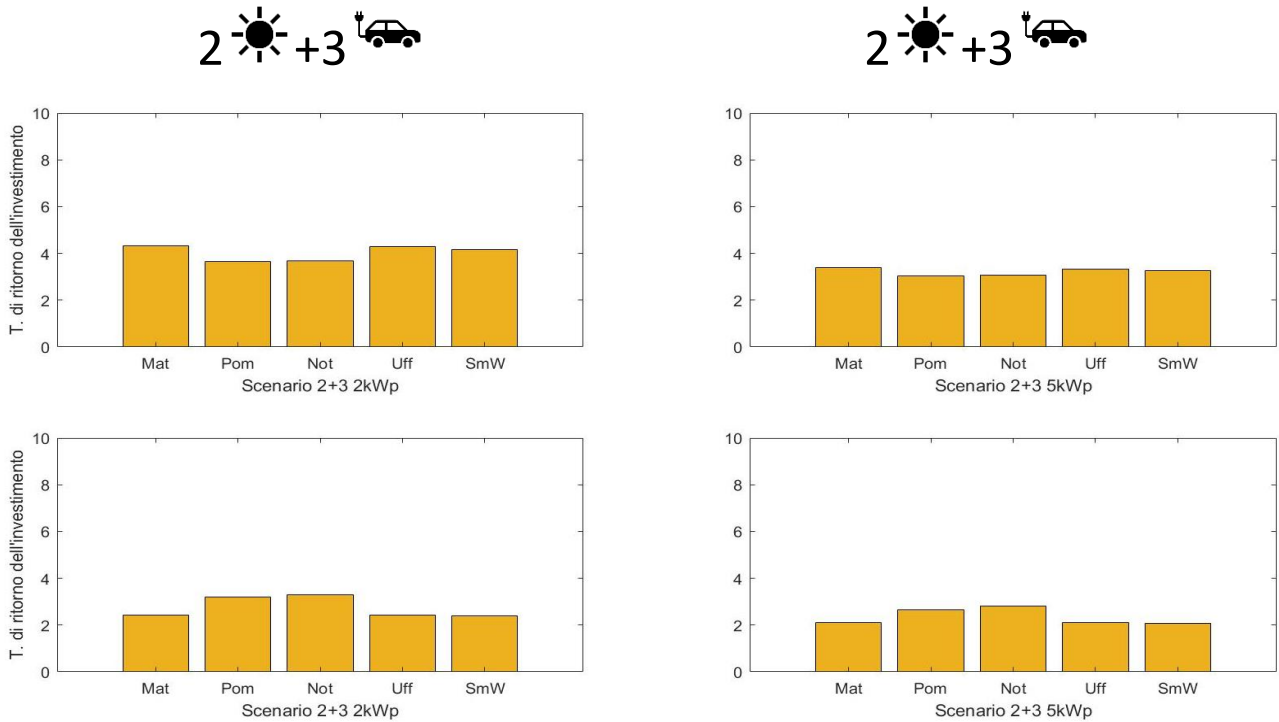 2 +3
2 +3
10
8
6
4
2
0
T. di ritorno dell'investimento
Mat Pom Not Uff SmW
Scenario 2+3 2kWp
10
8
6
4
2
0
Mat Pom Not Uff SmW
Scenario 2+3 5kWp
10
8
6
4
2
0
T. di ritorno dell'investimento
Mat Pom Not Uff SmW
Scenario 2+3 2kWp
10
8
6
4
2
0
Mat Pom Not Uff SmW
Scenario 2+3 5kWp